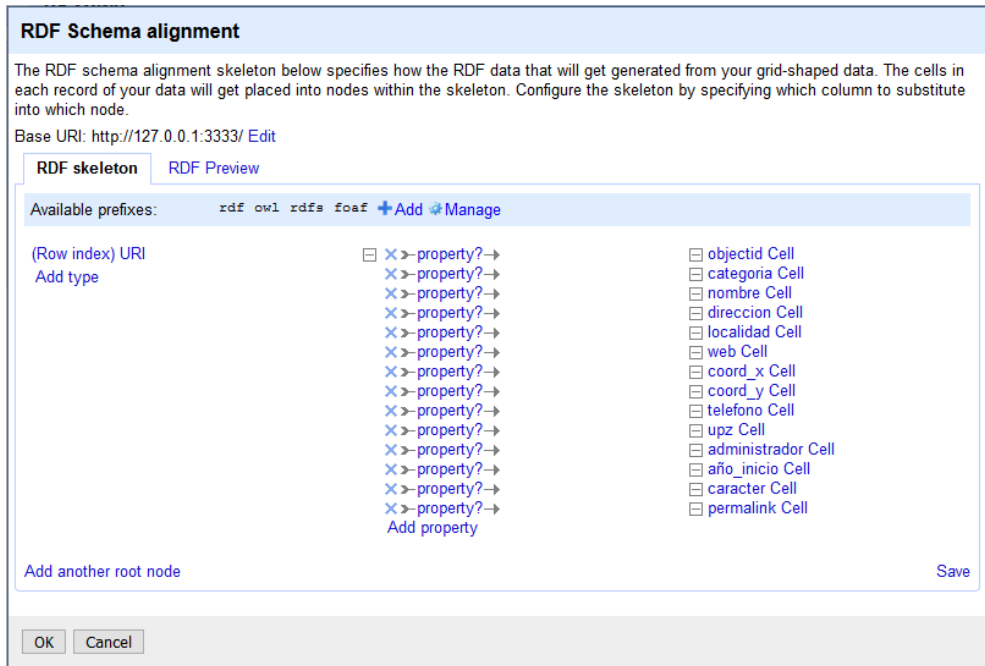 RDF Schema alignment
The RDF schema alignment skeleton below specifies how the RDF data that will get generated from your grid-shaped data. The cells in
each record of your data will get placed into nodes within the skeleton. Configure the skeleton by specifying which column to substitute
into which node.
Base URI: http://127.0.0.1:3333/ Edit
RDF skeleton RDF Preview
Available prefixes: rdf owl rdfs foaf Add Manage
(Row index) URI property? objectid Cell
Add type property? categoria Cell
property? nombre Cell
property? direccion Cell
property? localidad Cell
property? web Cell
property? coord_x Cell
property? coord_y Cell
property? telefono Cell
property? upz Cell
property? administrador Cell
property? año_inicio Cell
property? caracter Cell
property? permalink Cell
Add property
Add another root node Save
OK Cancel